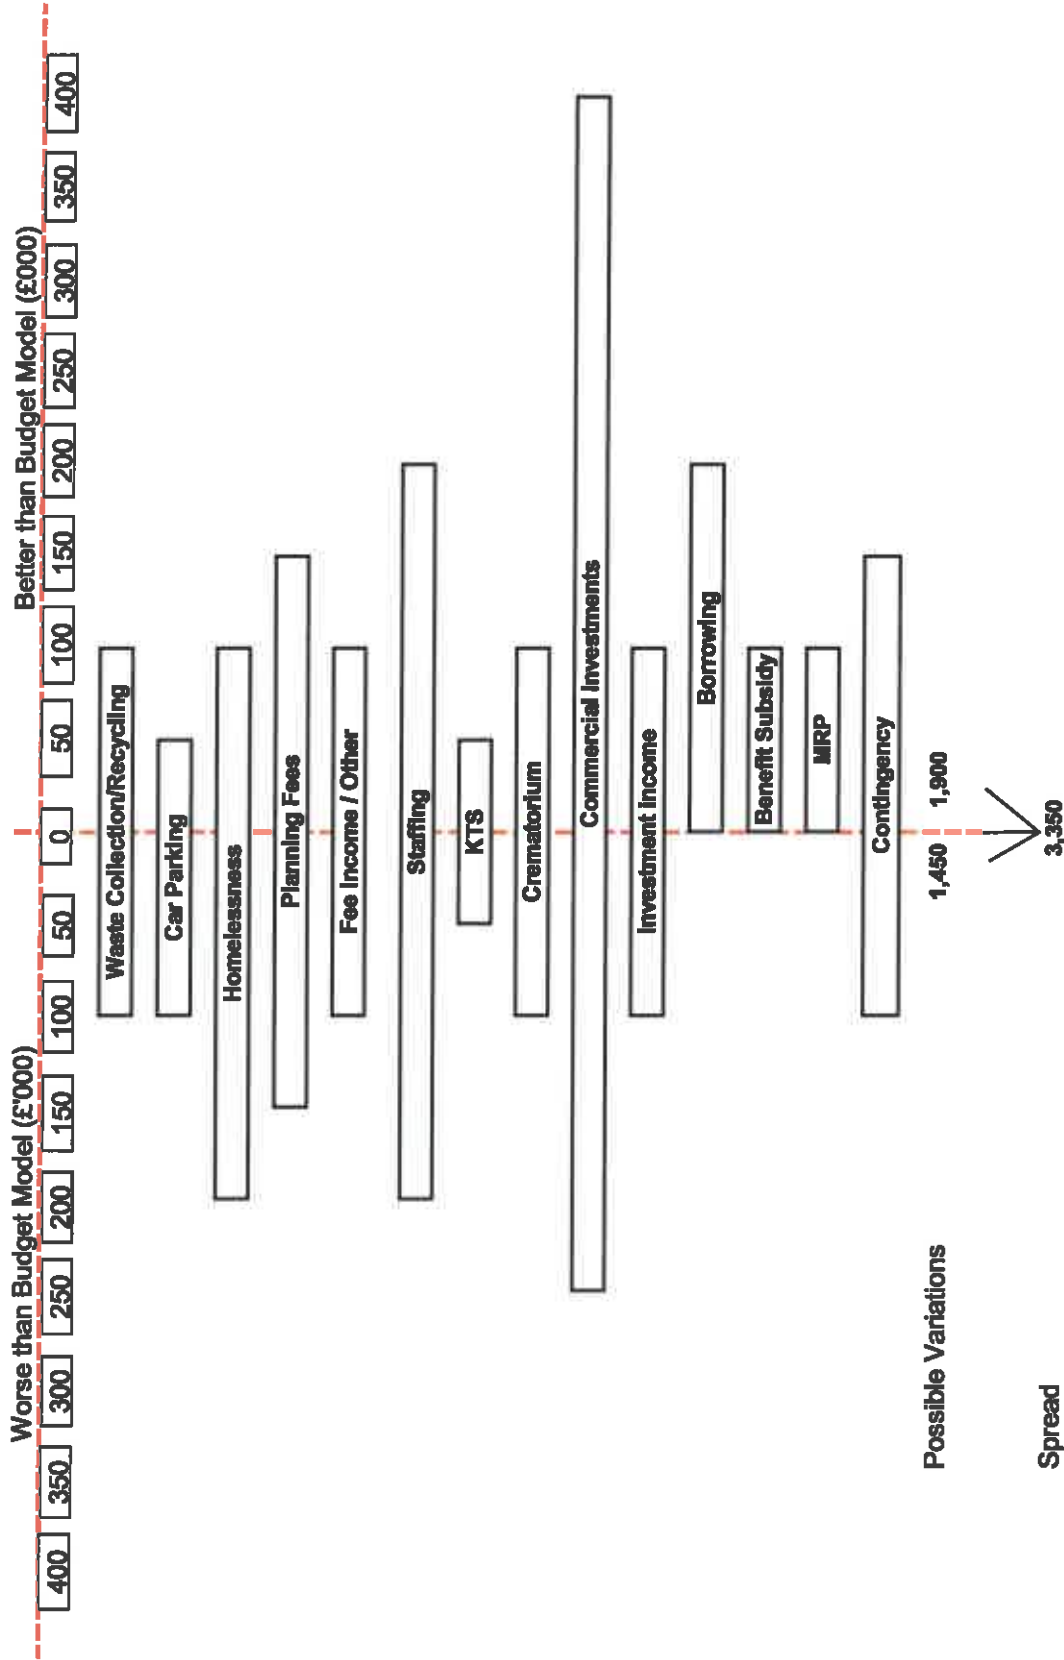 Worse than Budget Model (£'000)
Better than Budget Model (£000)
400 350 300 250 200 150 100 50 0 50 100 150 200 250 300 350 400
Waste Collection/Recycling
Car Parking
Homelessness
Planning Fees
Fee Income / Other
Staffing
KTS
Crematorium
Commercial Investments
Investment Income
Borrowing
Benefit Subsidy
MRP
Contingency
Possible Variations 1,450 1,900
Spread 3,350